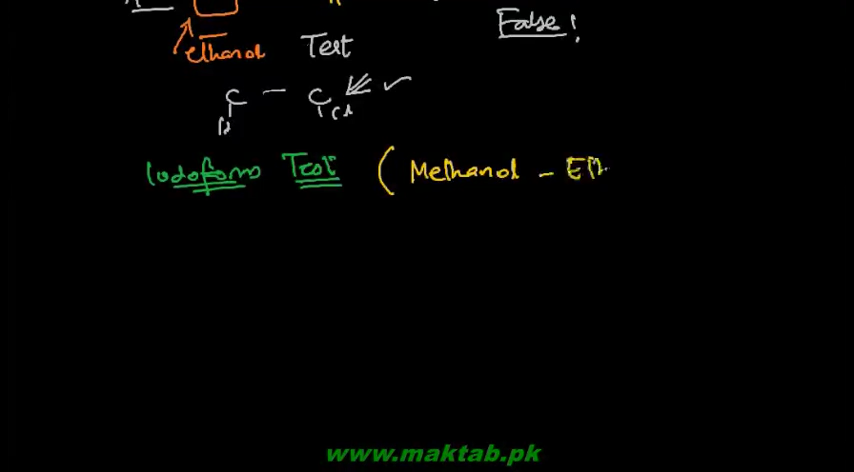 False!
ethanol Test
C — C
Iodoform Test ( Methanol - Eth
www.maktab.pk